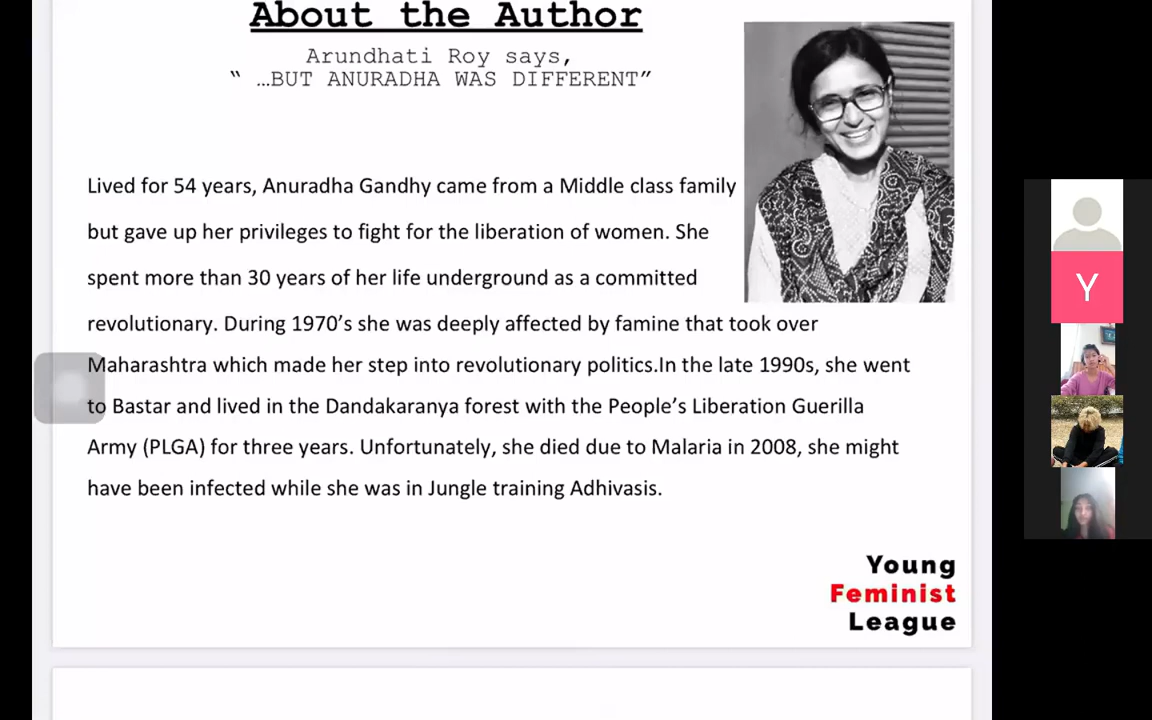 About the Author
Arundhati Roy says,
“ …BUT ANURADHA WAS DIFFERENT”
Lived for 54 years, Anuradha Gandhy came from a Middle class family
but gave up her privileges to fight for the liberation of women. She
spent more than 30 years of her life underground as a committed
revolutionary. During 1970’s she was deeply affected by famine that took over
Maharashtra which made her step into revolutionary politics.In the late 1990s, she went
to Bastar and lived in the Dandakaranya forest with the People’s Liberation Guerilla
Army (PLGA) for three years. Unfortunately, she died due to Malaria in 2008, she might
have been infected while she was in Jungle training Adhivasis.
Young
Feminist
League
Y